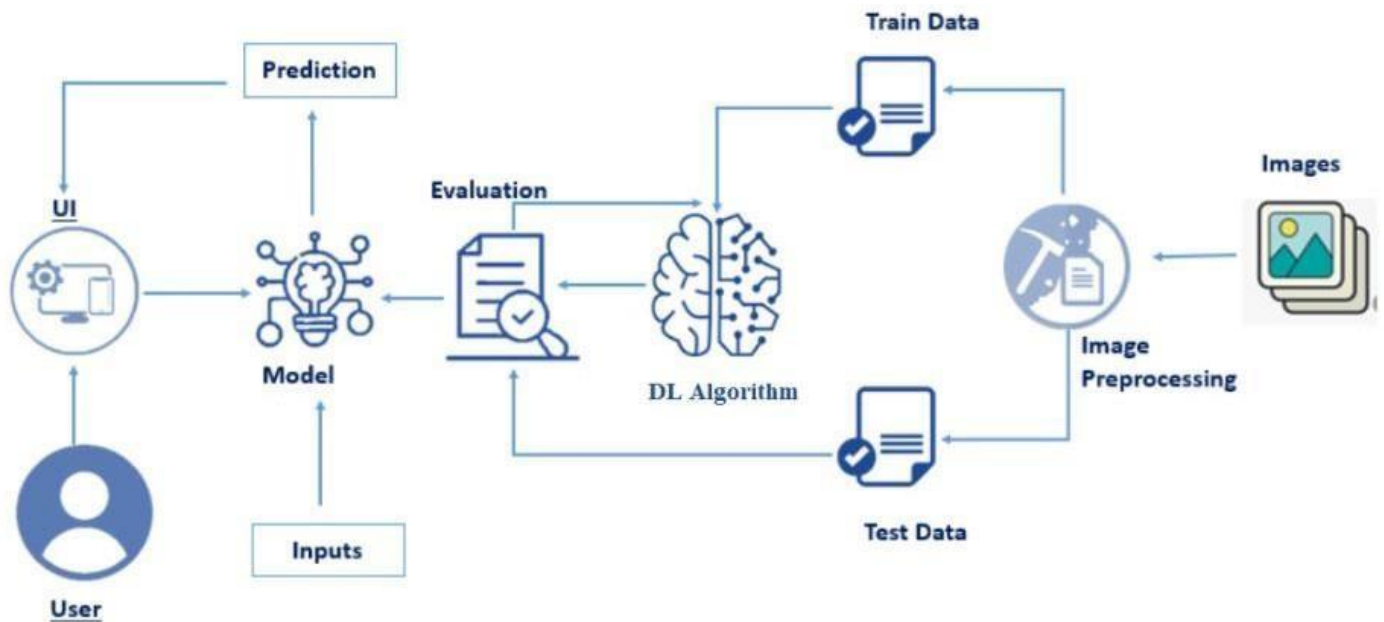 Train Data
Prediction
Images
Evaluation
UI
Image
Preprocessing
Model
DL Algorithm
Test Data
Inputs
User